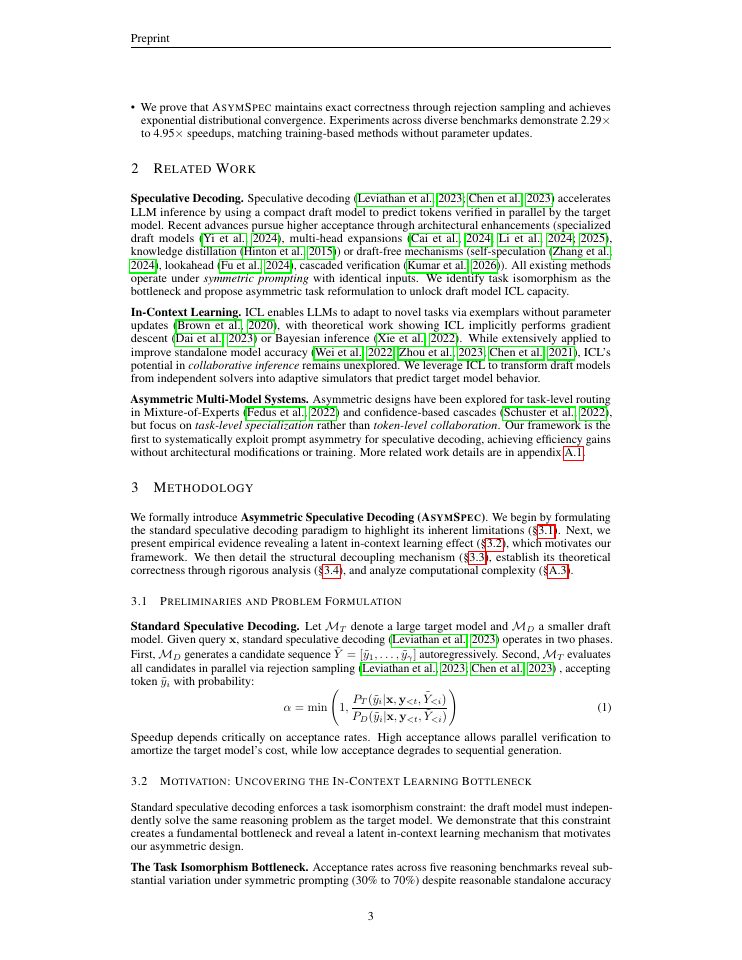 Preprint
• We prove that ASYMSPEC maintains exact correctness through rejection sampling and achieves
exponential distributional convergence. Experiments across diverse benchmarks demonstrate 2.29×
to 4.95× speedups, matching training-based methods without parameter updates.
2 RELATED WORK
Speculative Decoding. Speculative decoding (Leviathan et al., 2023; Chen et al., 2023) accelerates
LLM inference by using a compact draft model to predict tokens verified in parallel by the target
model. Recent advances pursue higher acceptance through architectural enhancements (specialized
draft models (Yi et al., 2024), multi-head expansions (Cai et al., 2024; Li et al., 2024; 2025),
knowledge distillation (Hinton et al., 2015)) or draft-free mechanisms (self-speculation (Zhang et al.,
2024), lookahead (Fu et al., 2024), cascaded verification (Kumar et al., 2026)). All existing methods
operate under symmetric prompting with identical inputs. We identify task isomorphism as the
bottleneck and propose asymmetric task reformulation to unlock draft model ICL capacity.
In-Context Learning. ICL enables LLMs to adapt to novel tasks via exemplars without parameter
updates (Brown et al., 2020), with theoretical work showing ICL implicitly performs gradient
descent (Dai et al., 2023) or Bayesian inference (Xie et al., 2022). While extensively applied to
improve standalone model accuracy (Wei et al., 2022; Zhou et al., 2023; Chen et al., 2021), ICL's
potential in collaborative inference remains unexplored. We leverage ICL to transform draft models
from independent solvers into adaptive simulators that predict target model behavior.
Asymmetric Multi-Model Systems. Asymmetric designs have been explored for task-level routing
in Mixture-of-Experts (Fedus et al., 2022) and confidence-based cascades (Schuster et al., 2022),
but focus on task-level specialization rather than token-level collaboration. Our framework is the
first to systematically exploit prompt asymmetry for speculative decoding, achieving efficiency gains
without architectural modifications or training. More related work details are in appendix A.1.
3 METHODOLOGY
We formally introduce Asymmetric Speculative Decoding (ASYMSPEC). We begin by formulating
the standard speculative decoding paradigm to highlight its inherent limitations (§3.1). Next, we
present empirical evidence revealing a latent in-context learning effect (§3.2), which motivates our
framework. We then detail the structural decoupling mechanism (§3.3), establish its theoretical
correctness through rigorous analysis (§3.4), and analyze computational complexity (§A.3).
3.1 PRELIMINARIES AND PROBLEM FORMULATION
Standard Speculative Decoding. Let M_T denote a large target model and M_D a smaller draft
model. Given query x, standard speculative decoding (Leviathan et al., 2023) operates in two phases.
First, M_D generates a candidate sequence Ỹ = [ỹ_1, . . . , ỹ_γ] autoregressively. Second, M_T evaluates
all candidates in parallel via rejection sampling (Leviathan et al., 2023; Chen et al., 2023) , accepting
token ỹ_i with probability:
α = min (1, P_T(ỹ_i|x, y_{<t}, Ỹ_{<i}) / P_D(ỹ_i|x, y_{<t}, Ỹ_{<i})) (1)
Speedup depends critically on acceptance rates. High acceptance allows parallel verification to
amortize the target model's cost, while low acceptance degrades to sequential generation.
3.2 MOTIVATION: UNCOVERING THE IN-CONTEXT LEARNING BOTTLENECK
Standard speculative decoding enforces a task isomorphism constraint: the draft model must indepen-
dently solve the same reasoning problem as the target model. We demonstrate that this constraint
creates a fundamental bottleneck and reveal a latent in-context learning mechanism that motivates
our asymmetric design.
The Task Isomorphism Bottleneck. Acceptance rates across five reasoning benchmarks reveal sub-
stantial variation under symmetric prompting (30% to 70%) despite reasonable standalone accuracy
3